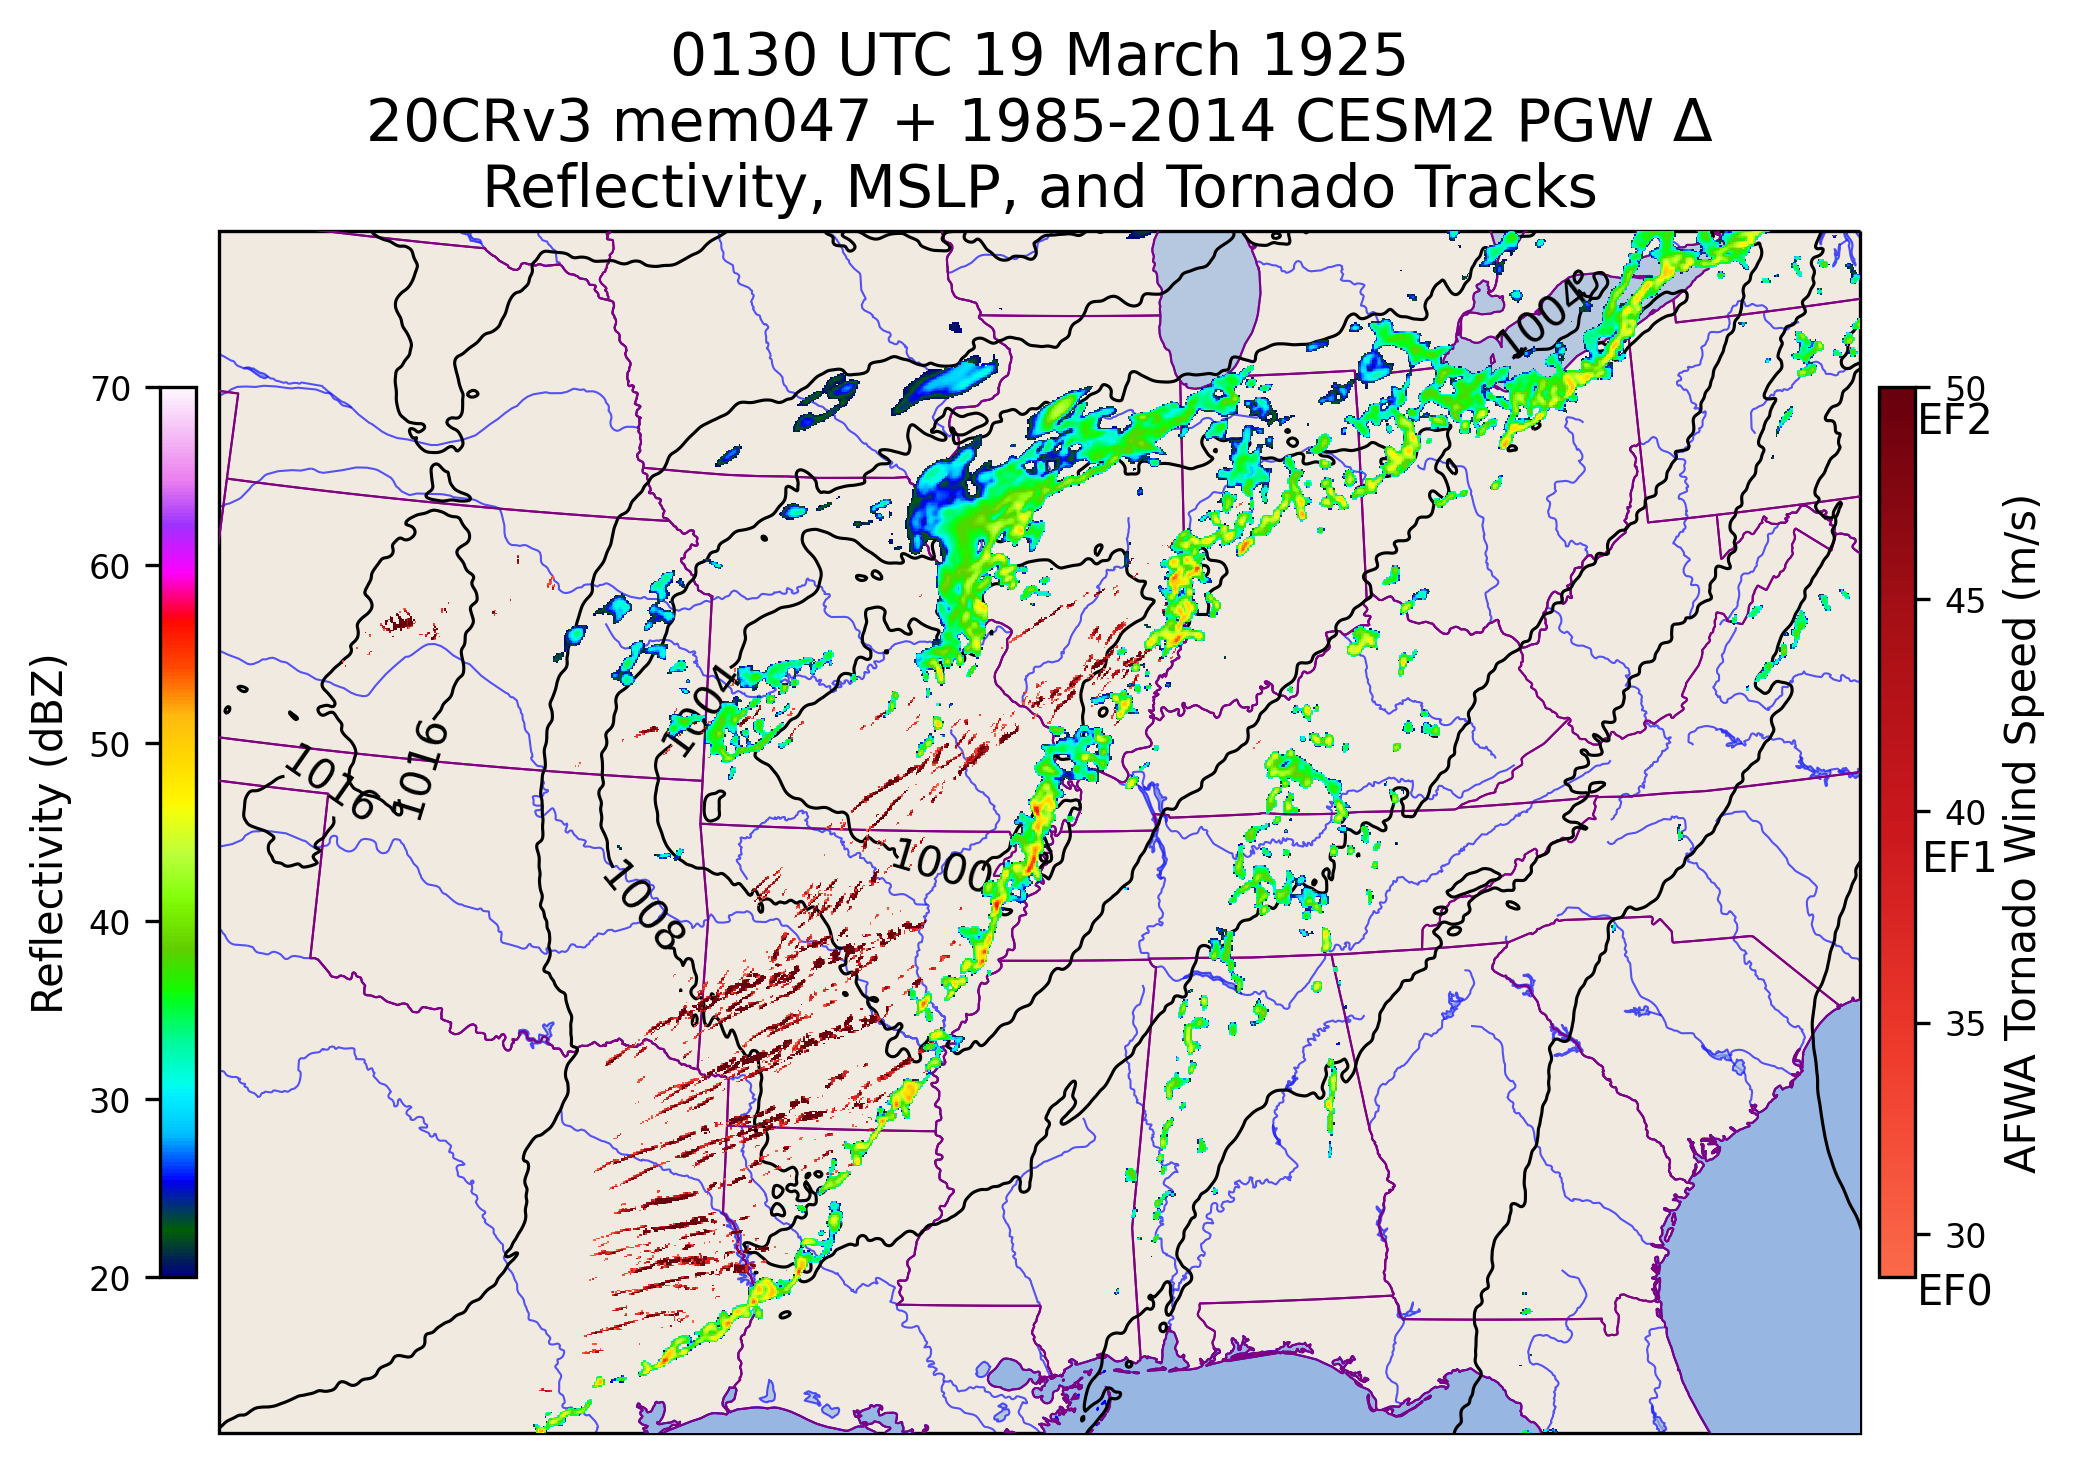 0130 UTC 19 March 1925
20CRv3 mem047 + 1985-2014 CESM2 PGW Δ
Reflectivity, MSLP, and Tornado Tracks
70
60
50
40
30
20
Reflectivity (dBZ)
1004
1004
1016
1016
1008
1000
50
EF2
45
40
EF1
35
30
EF0
AFWA Tornado Wind Speed (m/s)